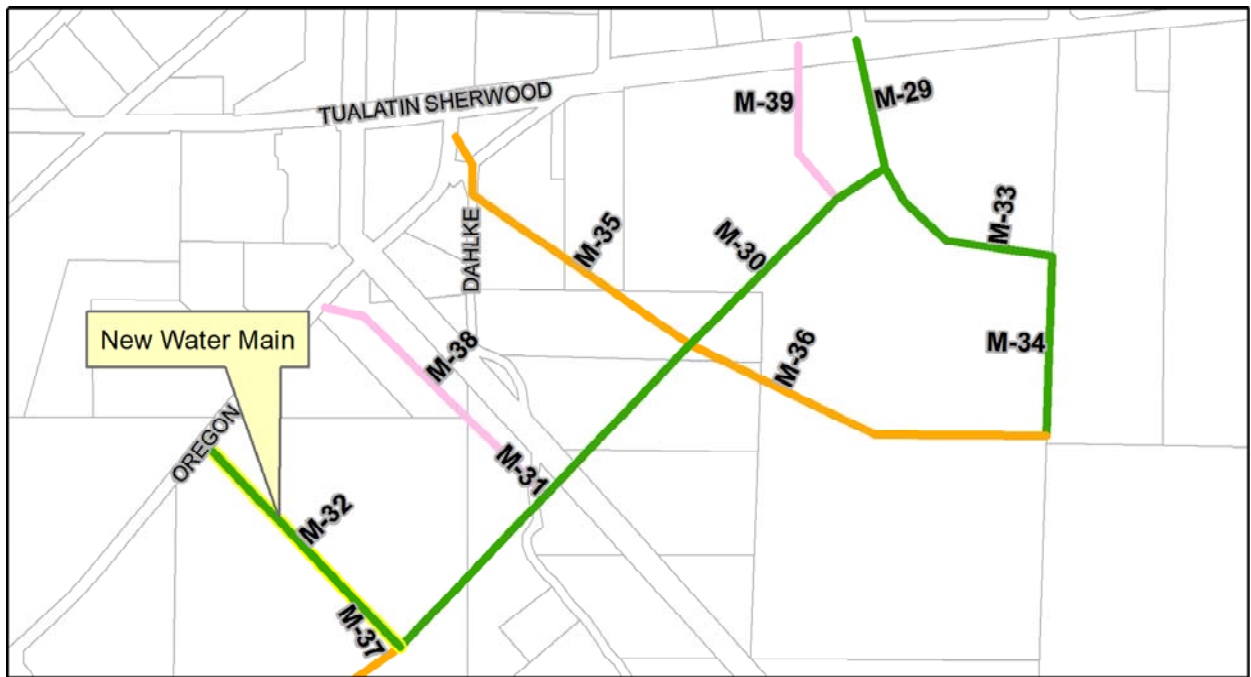 M-29
M-39
TUALATIN SHERWOOD
M-33
M-35
M-30
DAHLKE
New Water Main
M-38
M-34
M-36
OREGON
M-31
M-32
M-37